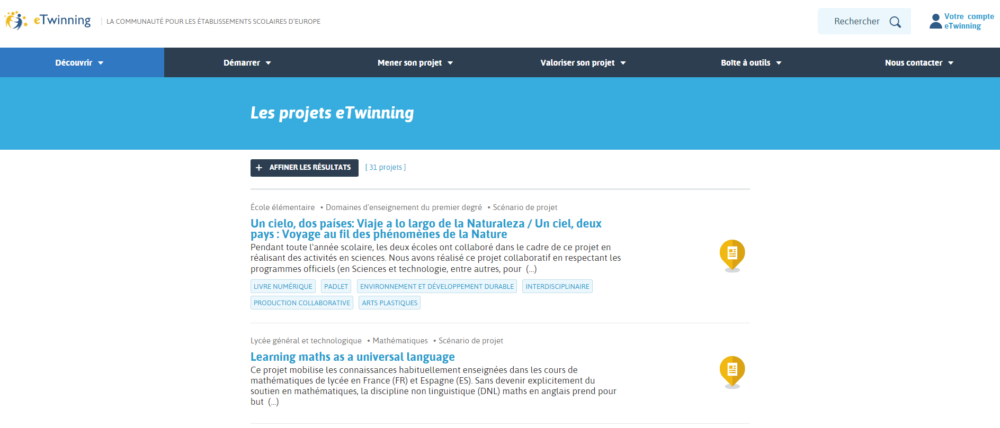 eTwinning
LA COMMUNAUTÉ POUR LES ÉTABLISSEMENTS SCOLAIRES D’EUROPE
Rechercher
Votre compte
eTwinning
Découvrir
Démarrer
Mener son projet
Valoriser son projet
Boîte à outils
Nous contacter
Les projets eTwinning
+ AFFINER LES RÉSULTATS
[ 31 projets ]
École élémentaire • Domaines d'enseignement du premier degré • Scénario de projet
Un cielo, dos países: Viaje a lo largo de la Naturaleza / Un ciel, deux
pays : Voyage au fil des phénomènes de la Nature
Pendant toute l'année scolaire, les deux écoles ont collaboré dans le cadre de ce projet en
réalisant des activités en sciences. Nous avons réalisé ce projet collaboratif en respectant les
programmes officiels (en Sciences et technologie, entre autres, pour (...)
LIVRE NUMÉRIQUE PADLET ENVIRONNEMENT ET DÉVELOPPEMENT DURABLE INTERDISCIPLINAIRE
PRODUCTION COLLABORATIVE ARTS PLASTIQUES
Lycée général et technologique • Mathématiques • Scénario de projet
Learning maths as a universal language
Ce projet mobilise les connaissances habituellement enseignées dans les cours de
mathématiques de lycée en France (FR) et Espagne (ES). Sans devenir explicitement du
soutien en mathématiques, la discipline non linguistique (DNL) maths en anglais prend pour
but (...)